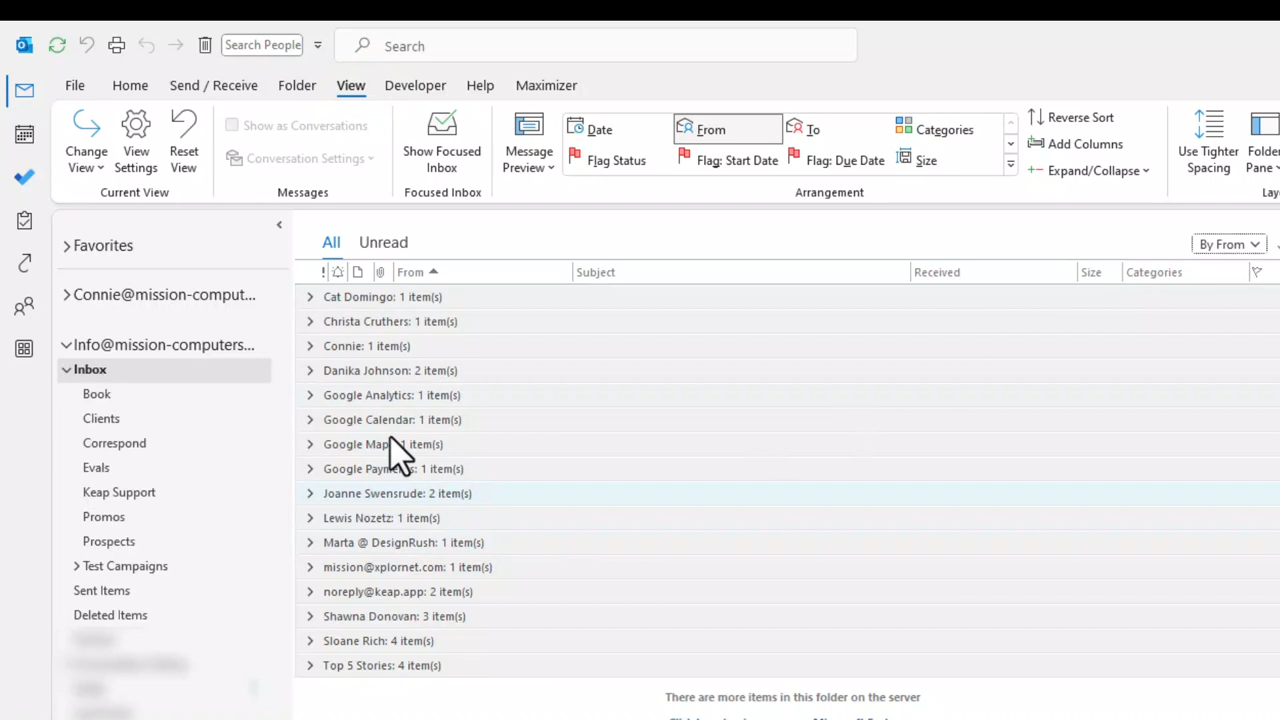 Search People
Search
File Home Send / Receive Folder View Developer Help Maximizer
Change View
View Settings
Reset View
Current View
Show as Conversations
Conversation Settings
Messages
Show Focused Inbox
Focused Inbox
Message Preview
Date
From
To
Categories
Flag Status
Flag: Start Date
Flag: Due Date
Size
Arrangement
Reverse Sort
Add Columns
Expand/Collapse
Use Tighter Spacing
Folder Pane
Favorites
Connie@mission-comput...
Info@mission-computers...
Inbox
Book
Clients
Correspond
Evals
Keap Support
Promos
Prospects
Test Campaigns
Sent Items
Deleted Items
All Unread
By From
! From Subject Received Size Categories
Cat Domingo: 1 item(s)
Christa Cruthers: 1 item(s)
Connie: 1 item(s)
Danika Johnson: 2 item(s)
Google Analytics: 1 item(s)
Google Calendar: 1 item(s)
Google Map 1 item(s)
Google Payments: 1 item(s)
Joanne Swensrude: 2 item(s)
Lewis Nozetz: 1 item(s)
Marta @ DesignRush: 1 item(s)
mission@xplornet.com: 1 item(s)
noreply@keap.app: 2 item(s)
Shawna Donovan: 3 item(s)
Sloane Rich: 4 item(s)
Top 5 Stories: 4 item(s)
There are more items in this folder on the server